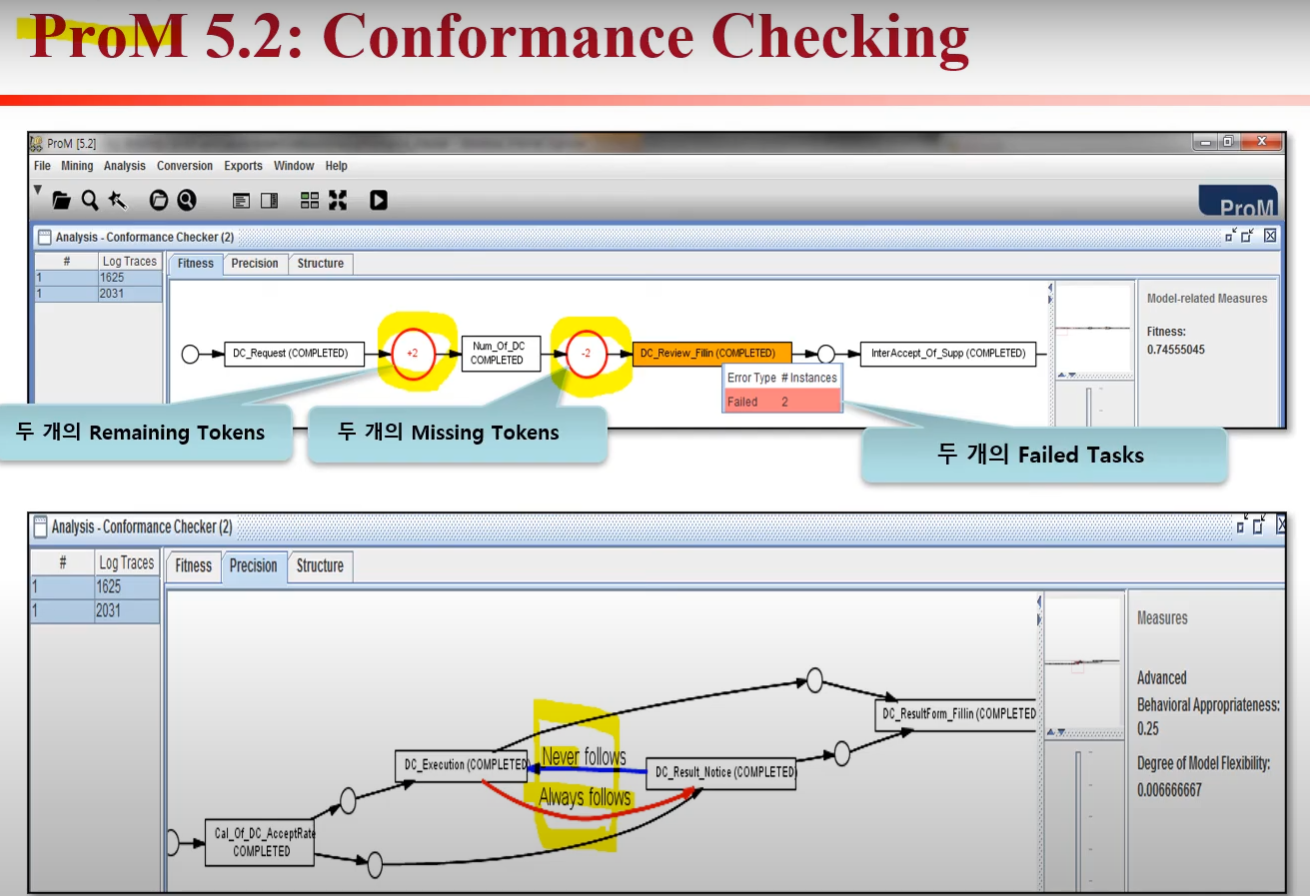 ProM 5.2: Conformance Checking
ProM [5.2]
File Mining Analysis Conversion Exports Window Help
ProM
Analysis - Conformance Checker (2)
# Log Traces
1 1625
1 2031
Fitness Precision Structure
DC_Request (COMPLETED)
+2
Num_Of_DC
COMPLETED
-2
DC_Review_Fillin (COMPLETED)
InterAccept_Of_Supp (COMPLETED)
Error Type # Instances
Failed 2
Model-related Measures
Fitness:
0.74555045
두 개의 Remaining Tokens
두 개의 Missing Tokens
두 개의 Failed Tasks
Analysis - Conformance Checker (2)
# Log Traces
1 1625
1 2031
Fitness Precision Structure
DC_Execution (COMPLETED)
Never follows
Always follows
DC_Result_Notice (COMPLETED)
DC_ResultForm_Fillin (COMPLETED
Cal_Of_DC_AcceptRate
COMPLETED
Measures
Advanced
Behavioral Appropriateness:
0.25
Degree of Model Flexibility:
0.006666667